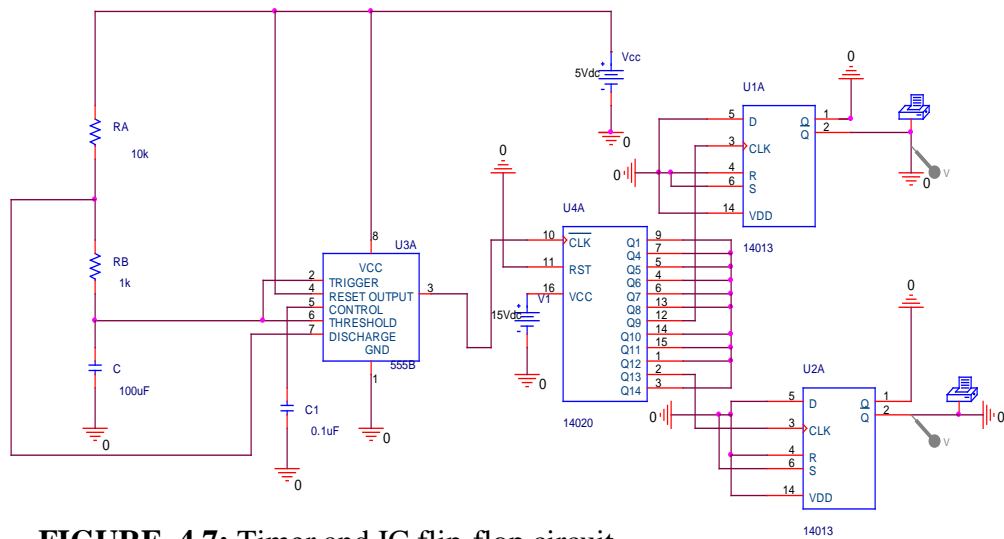 Vcc
5Vdc
0
RA
10k
RB
1k
C
100uF
0
C1
0.1uF
0
U3A
8
VCC
2
TRIGGER
4
RESET OUTPUT
3
5
CONTROL
6
THRESHOLD
7
DISCHARGE
GND
555B
1
0
0
U4A
10
CLK
11
RST
16
VCC
V1
15Vdc
0
Q1
9
Q4
7
Q5
5
Q6
4
Q7
6
Q8
13
Q9
12
Q10
14
Q11
15
Q12
1
Q13
2
Q14
3
14020
U1A
0
5
D
3
CLK
4
R
6
S
14
VDD
Q
1
Q
2
14013
0
0
V
U2A
0
5
D
3
CLK
4
R
6
S
14
VDD
Q
1
Q
2
14013
0
0
V
FIGURE 4.7: Timer and IC flip-flop circuit